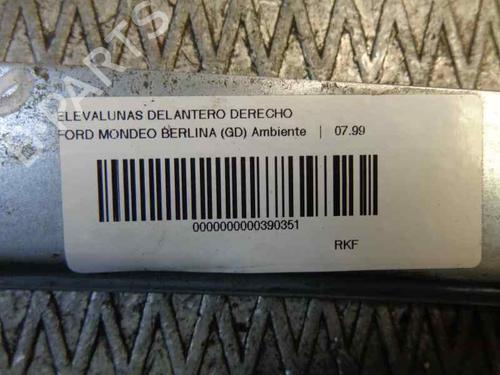 ELEVALUNAS DELANTERO DERECHO
FORD MONDEO BERLINA (GD) Ambiente | 07.99
0000000000390351
RKF
PARTS